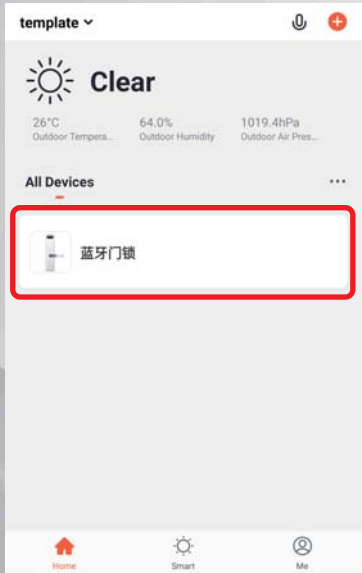 template
Clear
26°C 64.0% 1019.4hPa
Outdoor Tempera... Outdoor Humidity Outdoor Air Pres...
All Devices
蓝牙门锁
Home Smart Me